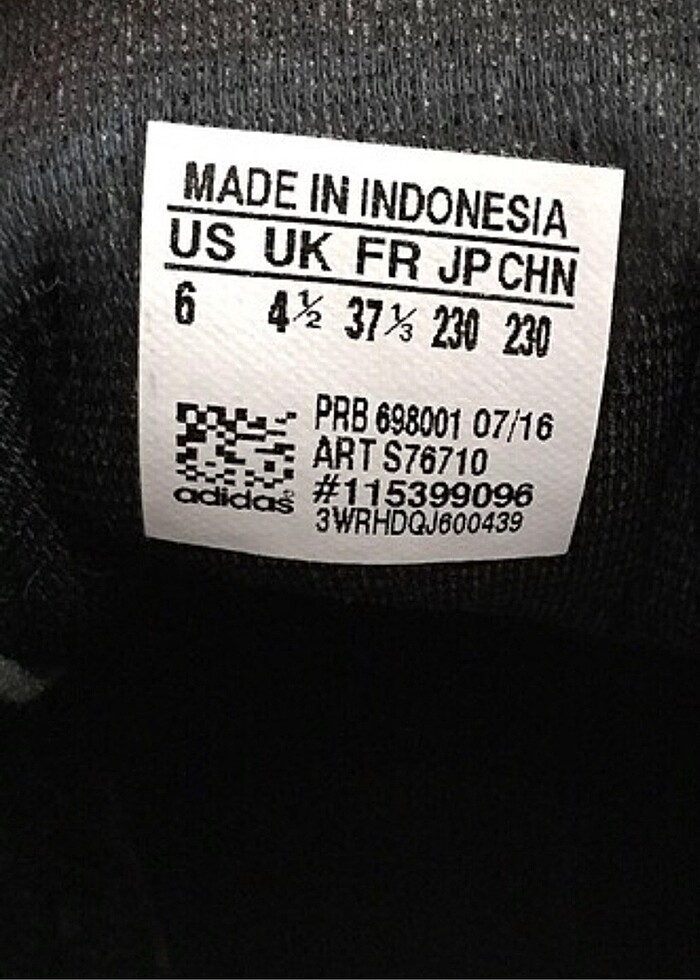 MADE IN INDONESIA
US UK FR JP CHN
6 4½ 37⅓ 230 230
PRB 698001 07/16
ART S76710
#115399096
3WRHDQJ600439
adidas